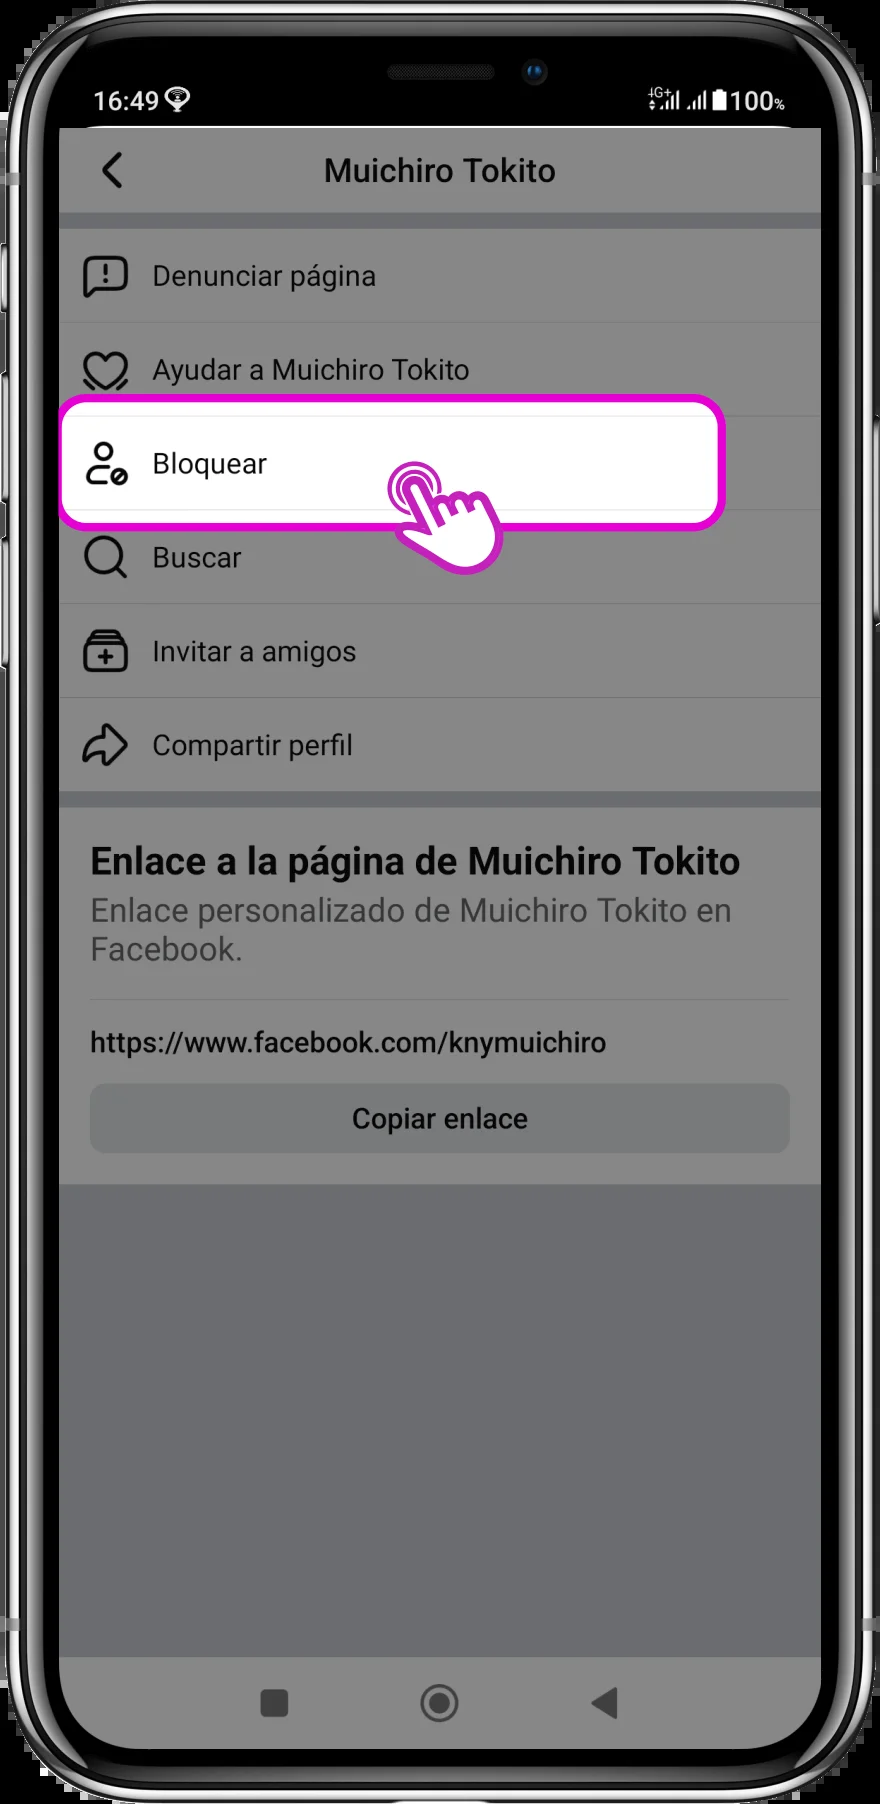 16:49 4G+ 100%
Muichiro Tokito
Denunciar página
Ayudar a Muichiro Tokito
Bloquear
Buscar
Invitar a amigos
Compartir perfil
Enlace a la página de Muichiro Tokito
Enlace personalizado de Muichiro Tokito en
Facebook.
https://www.facebook.com/knymuichiro
Copiar enlace